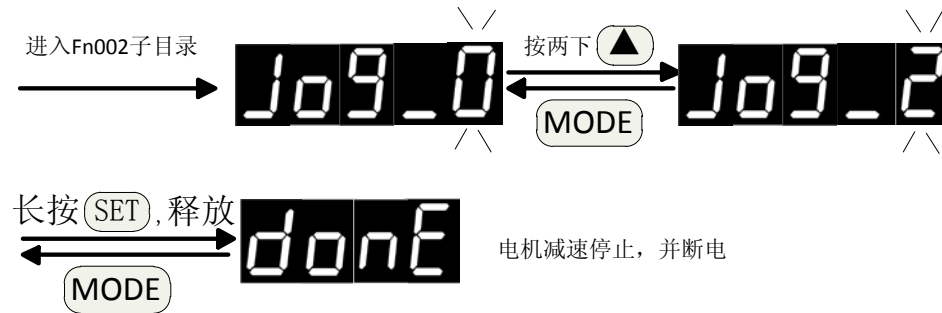 进入Fn002子目录
Jog_0
按两下▲
MODE
Jog_2
长按SET,释放
MODE
donE
电机减速停止，并断电